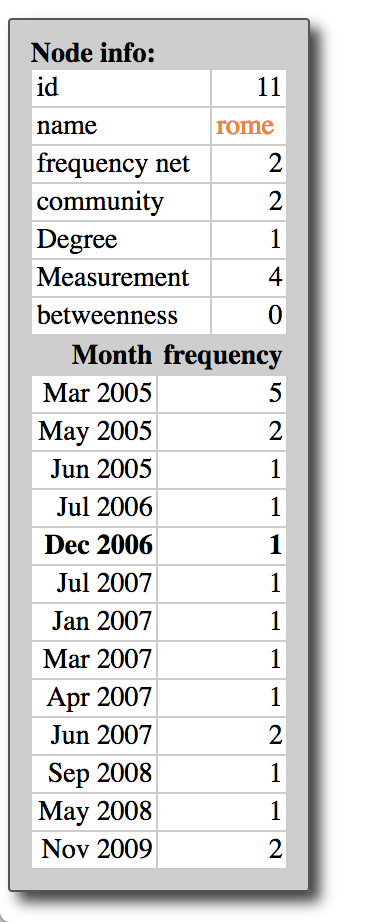 Node info:
id 11
name rome
frequency net 2
community 2
Degree 1
Measurement 4
betweenness 0
Month frequency
Mar 2005 5
May 2005 2
Jun 2005 1
Jul 2006 1
Dec 2006 1
Jul 2007 1
Jan 2007 1
Mar 2007 1
Apr 2007 1
Jun 2007 2
Sep 2008 1
May 2008 1
Nov 2009 2